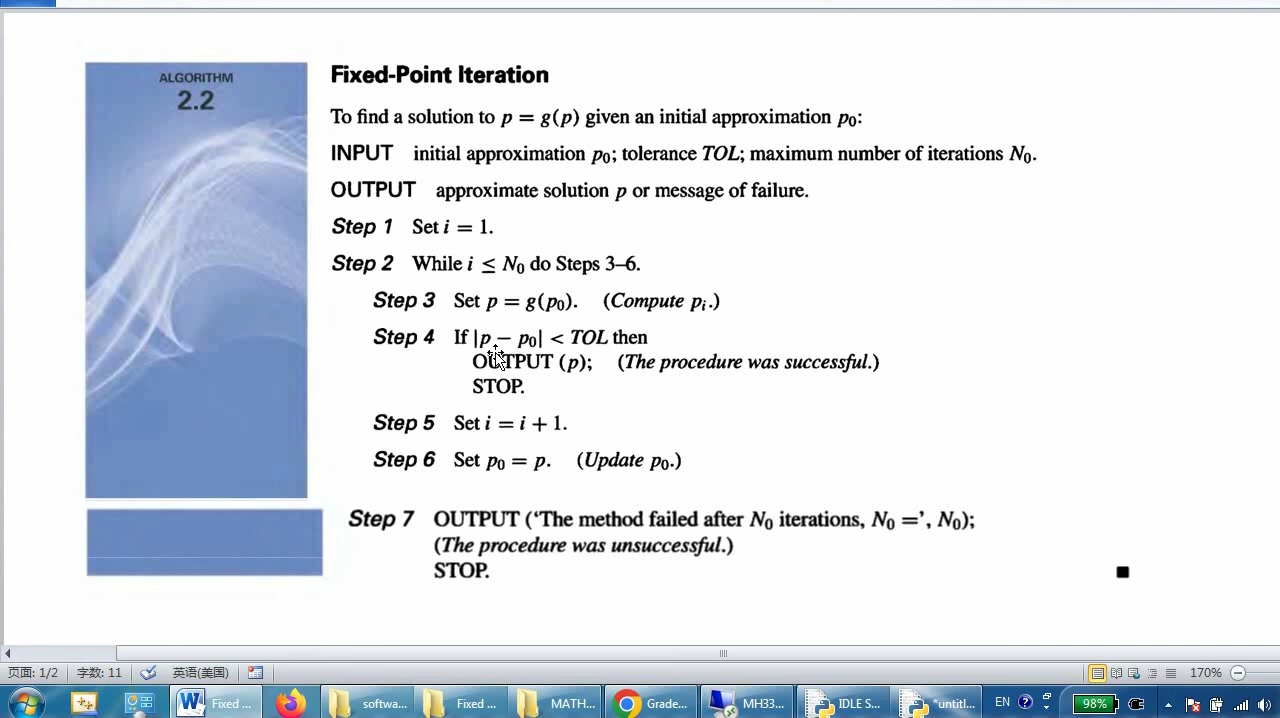 ALGORITHM
2.2
Fixed-Point Iteration
To find a solution to p = g(p) given an initial approximation p₀:
INPUT initial approximation p₀; tolerance TOL; maximum number of iterations N₀.
OUTPUT approximate solution p or message of failure.
Step 1 Set i = 1.
Step 2 While i ≤ N₀ do Steps 3–6.
Step 3 Set p = g(p₀). (Compute pᵢ.)
Step 4 If |p − p₀| < TOL then
OUTPUT (p); (The procedure was successful.)
STOP.
Step 5 Set i = i + 1.
Step 6 Set p₀ = p. (Update p₀.)
Step 7 OUTPUT (‘The method failed after N₀ iterations, N₀ =’, N₀);
(The procedure was unsuccessful.)
STOP.
页面: 1/2 字数: 11 英语(美国) 170%
Fixed ... softwa... Fixed ... MATH... Grade... MH33... IDLE S... *untitl... EN 98%